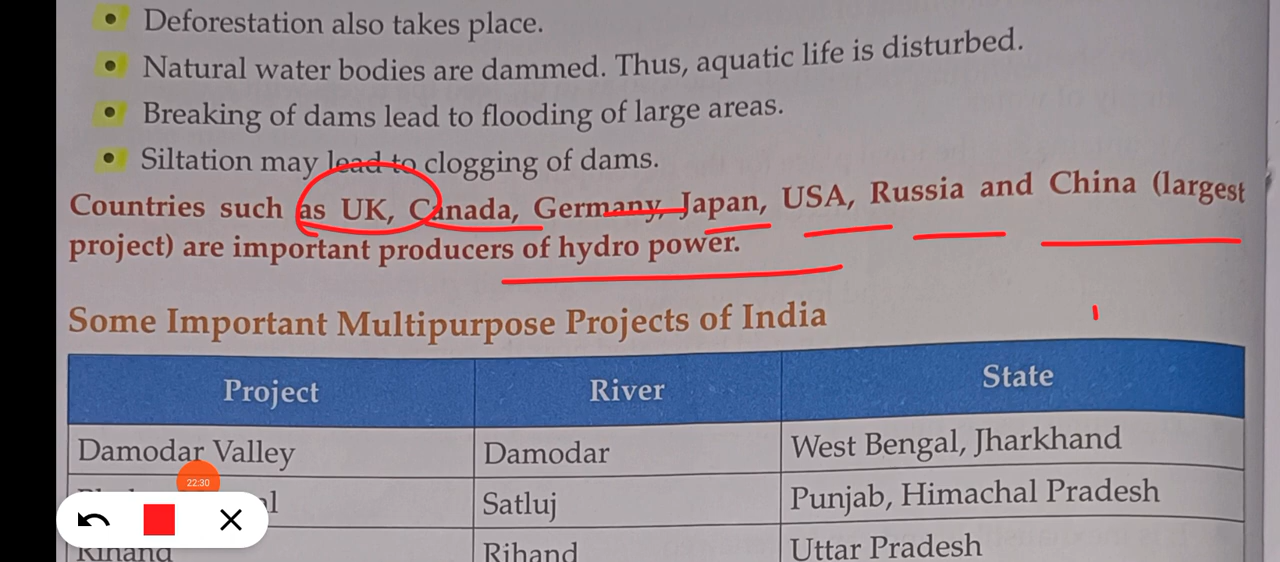 Deforestation also takes place.
Natural water bodies are dammed. Thus, aquatic life is disturbed.
Breaking of dams lead to flooding of large areas.
Siltation may lead to clogging of dams.
Countries such as UK, Canada, Germany, Japan, USA, Russia and China (largest
project) are important producers of hydro power.
Some Important Multipurpose Projects of India
Project River State
Damodar Valley Damodar West Bengal, Jharkhand
22:30
Satluj Punjab, Himachal Pradesh
Rihand Rihand Uttar Pradesh